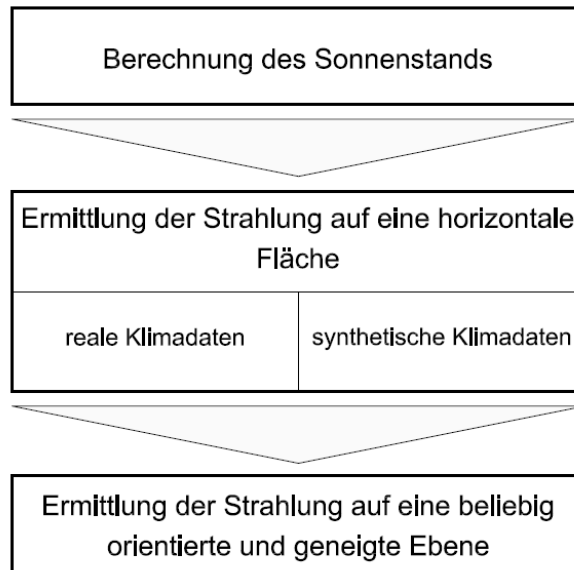 Berechnung des Sonnenstands
Ermittlung der Strahlung auf eine horizontale
Fläche
reale Klimadaten
synthetische Klimadaten
Ermittlung der Strahlung auf eine beliebig
orientierte und geneigte Ebene